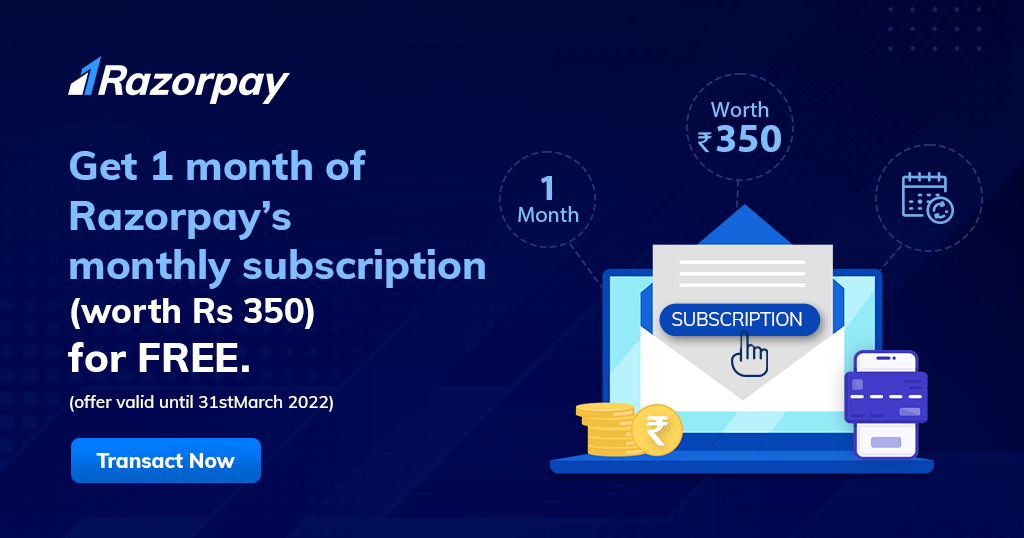 Razorpay
Get 1 month of
Razorpay’s
monthly subscription
(worth Rs 350)
for FREE.
(offer valid until 31stMarch 2022)
Transact Now
1
Month
Worth
₹350
SUBSCRIPTION
₹